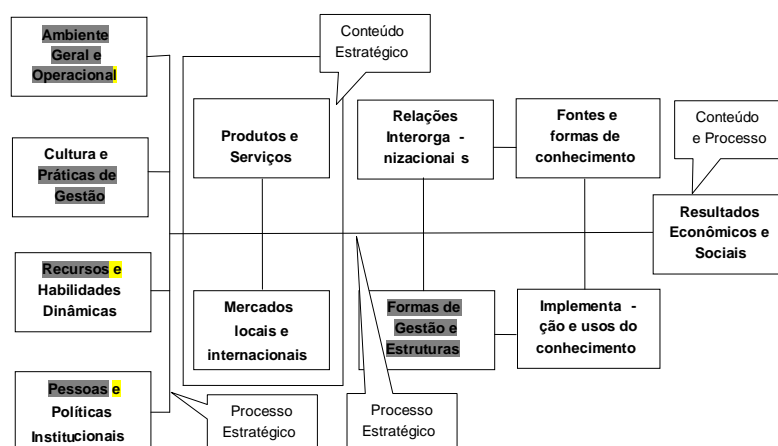 Ambiente
Geral e
Operacional
Conteúdo
Estratégico
Cultura e
Práticas de
Gestão
Produtos e
Serviços
Relações
Interorga -
nizacionai s
Fontes e
formas de
conhecimento
Conteúdo
e Processo
Resultados
Econômicos e
Sociais
Recursos e
Habilidades
Dinâmicas
Mercados
locais e
internacionais
Formas de
Gestão e
Estruturas
Implementa -
ção e usos do
conhecimento
Pessoas e
Políticas
Institucionais
Processo
Estratégico
Processo
Estratégico